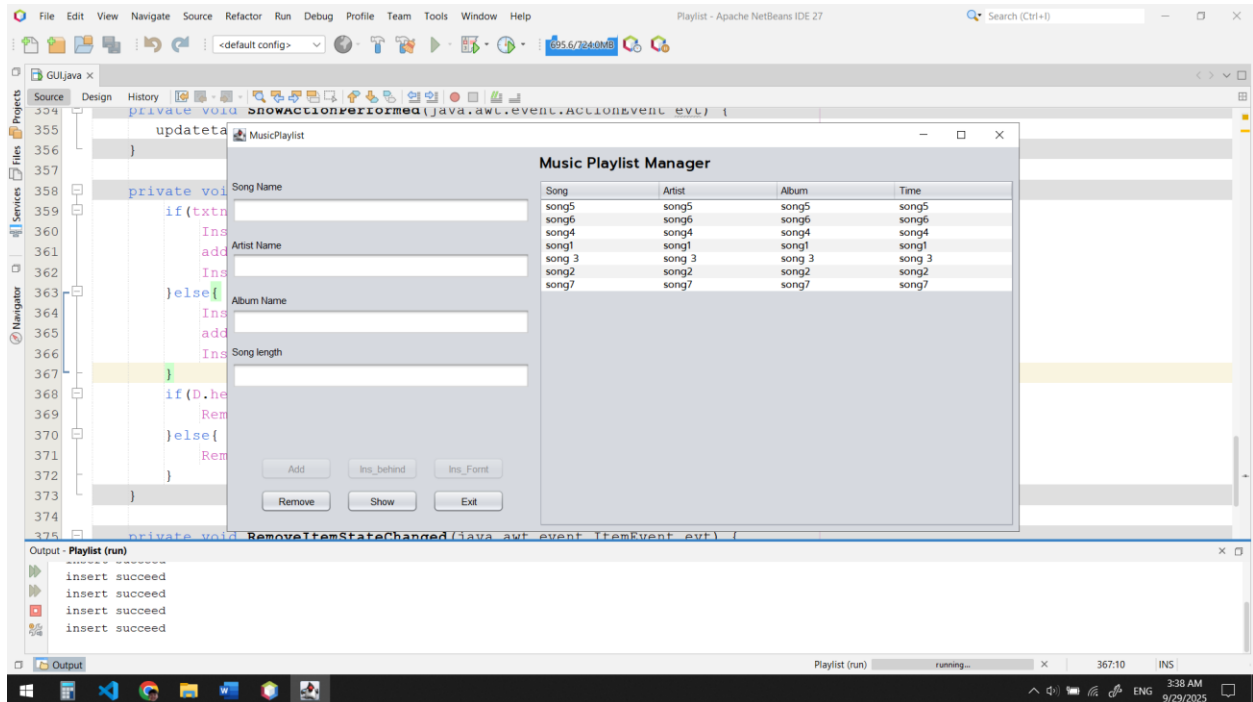 File Edit View Navigate Source Refactor Run Debug Profile Team Tools Window Help
Playlist - Apache NetBeans IDE 27
Search (Ctrl+I)
<default config>
695.6/724.0MB
GUI.java ×
Source Design History
Projects
Files
Services
Navigator
354 private void ShowActionPerformed(java.awt.event.ActionEvent evt) {
355 updateta
356 }
357
358 private voi
359 if(txtn
360 Ins
361 add
362 Ins
363 }else{
364 Ins
365 add
366 Ins
367 }
368 if(D.he
369 Rem
370 }else{
371 Rem
372 }
373 }
374
375 private void RemoveItemStateChanged(java.awt.event.ItemEvent evt) {
MusicPlaylist
Music Playlist Manager
Song Name
Artist Name
Album Name
Song length
Add Ins_behind Ins_Fornt
Remove Show Exit
Song Artist Album Time
song5 song5 song5 song5
song6 song6 song6 song6
song4 song4 song4 song4
song1 song1 song1 song1
song 3 song 3 song 3 song 3
song2 song2 song2 song2
song7 song7 song7 song7
Output - Playlist (run)
insert succeed
insert succeed
insert succeed
insert succeed
insert succeed
Output
Playlist (run) running... 367:10 INS
ENG
3:38 AM
9/29/2025